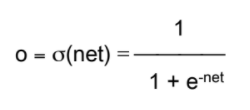 o = σ(net) = 1 / 1 + e^-net